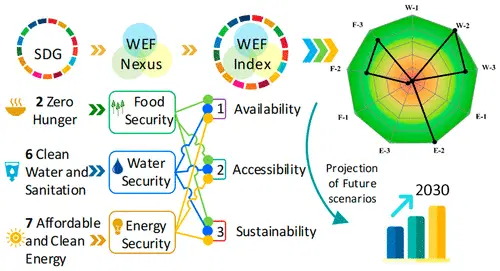 SDG
WEF
Nexus
WEF
Index
2 Zero
Hunger
Food
Security
1
Availability
6 Clean
Water and
Sanitation
Water
Security
2
Accessibility
7 Affordable
and Clean
Energy
Energy
Security
3
Sustainability
W-1
W-2
W-3
E-1
E-2
E-3
F-1
F-2
F-3
Projection
of Future
scenarios
2030